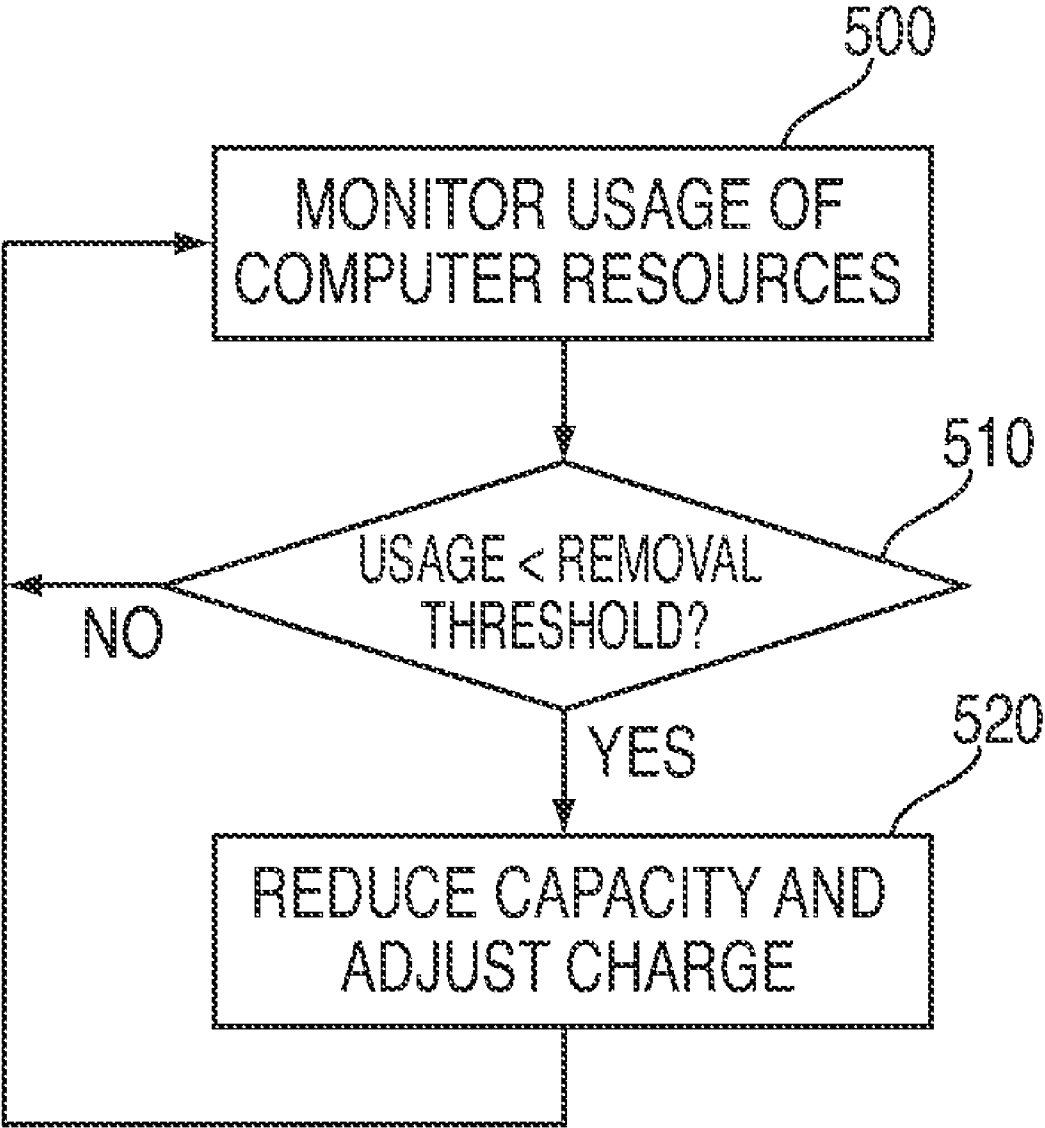 500
MONITOR USAGE OF
COMPUTER RESOURCES
510
USAGE < REMOVAL
THRESHOLD?
NO
YES
520
REDUCE CAPACITY AND
ADJUST CHARGE